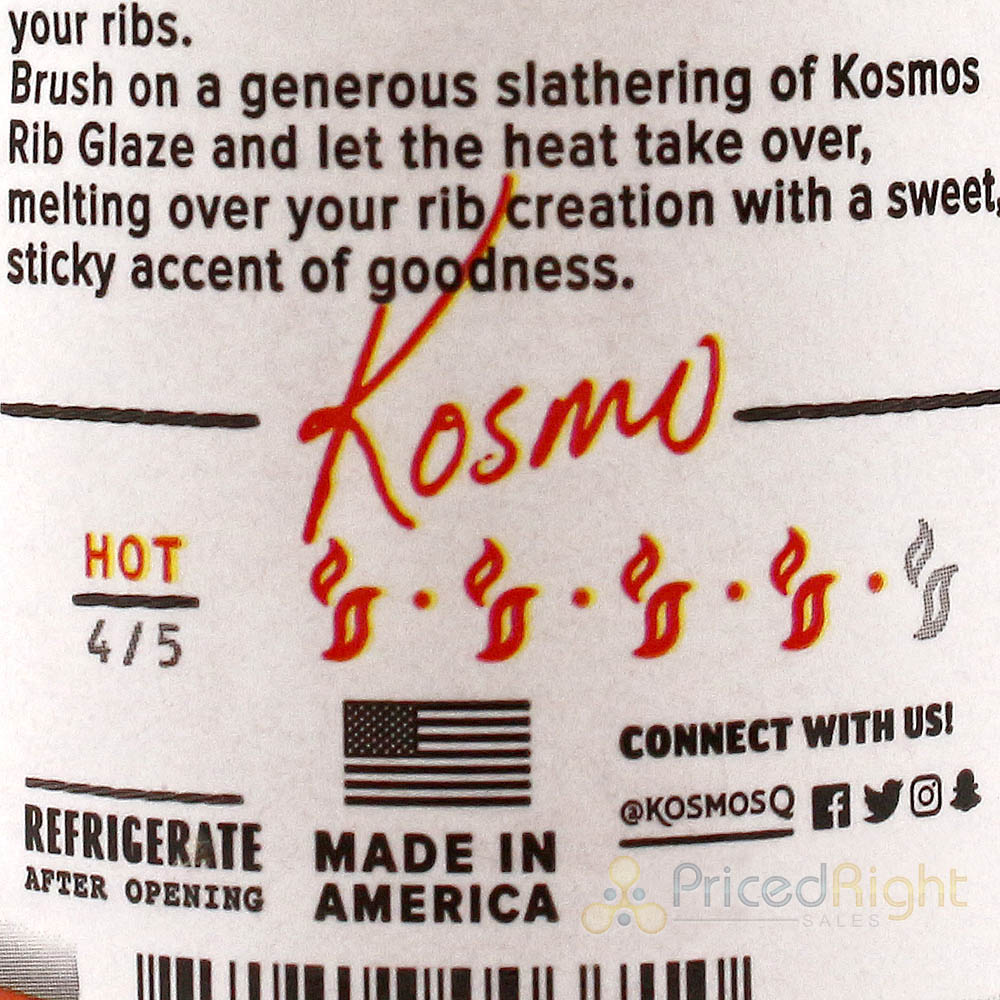 your ribs.
Brush on a generous slathering of Kosmos
Rib Glaze and let the heat take over,
melting over your rib creation with a sweet,
sticky accent of goodness.
Kosmo
HOT
4/5
CONNECT WITH US!
@KOSMOSQ
REFRIGERATE
AFTER OPENING
MADE IN
AMERICA
PricedRight
SALES